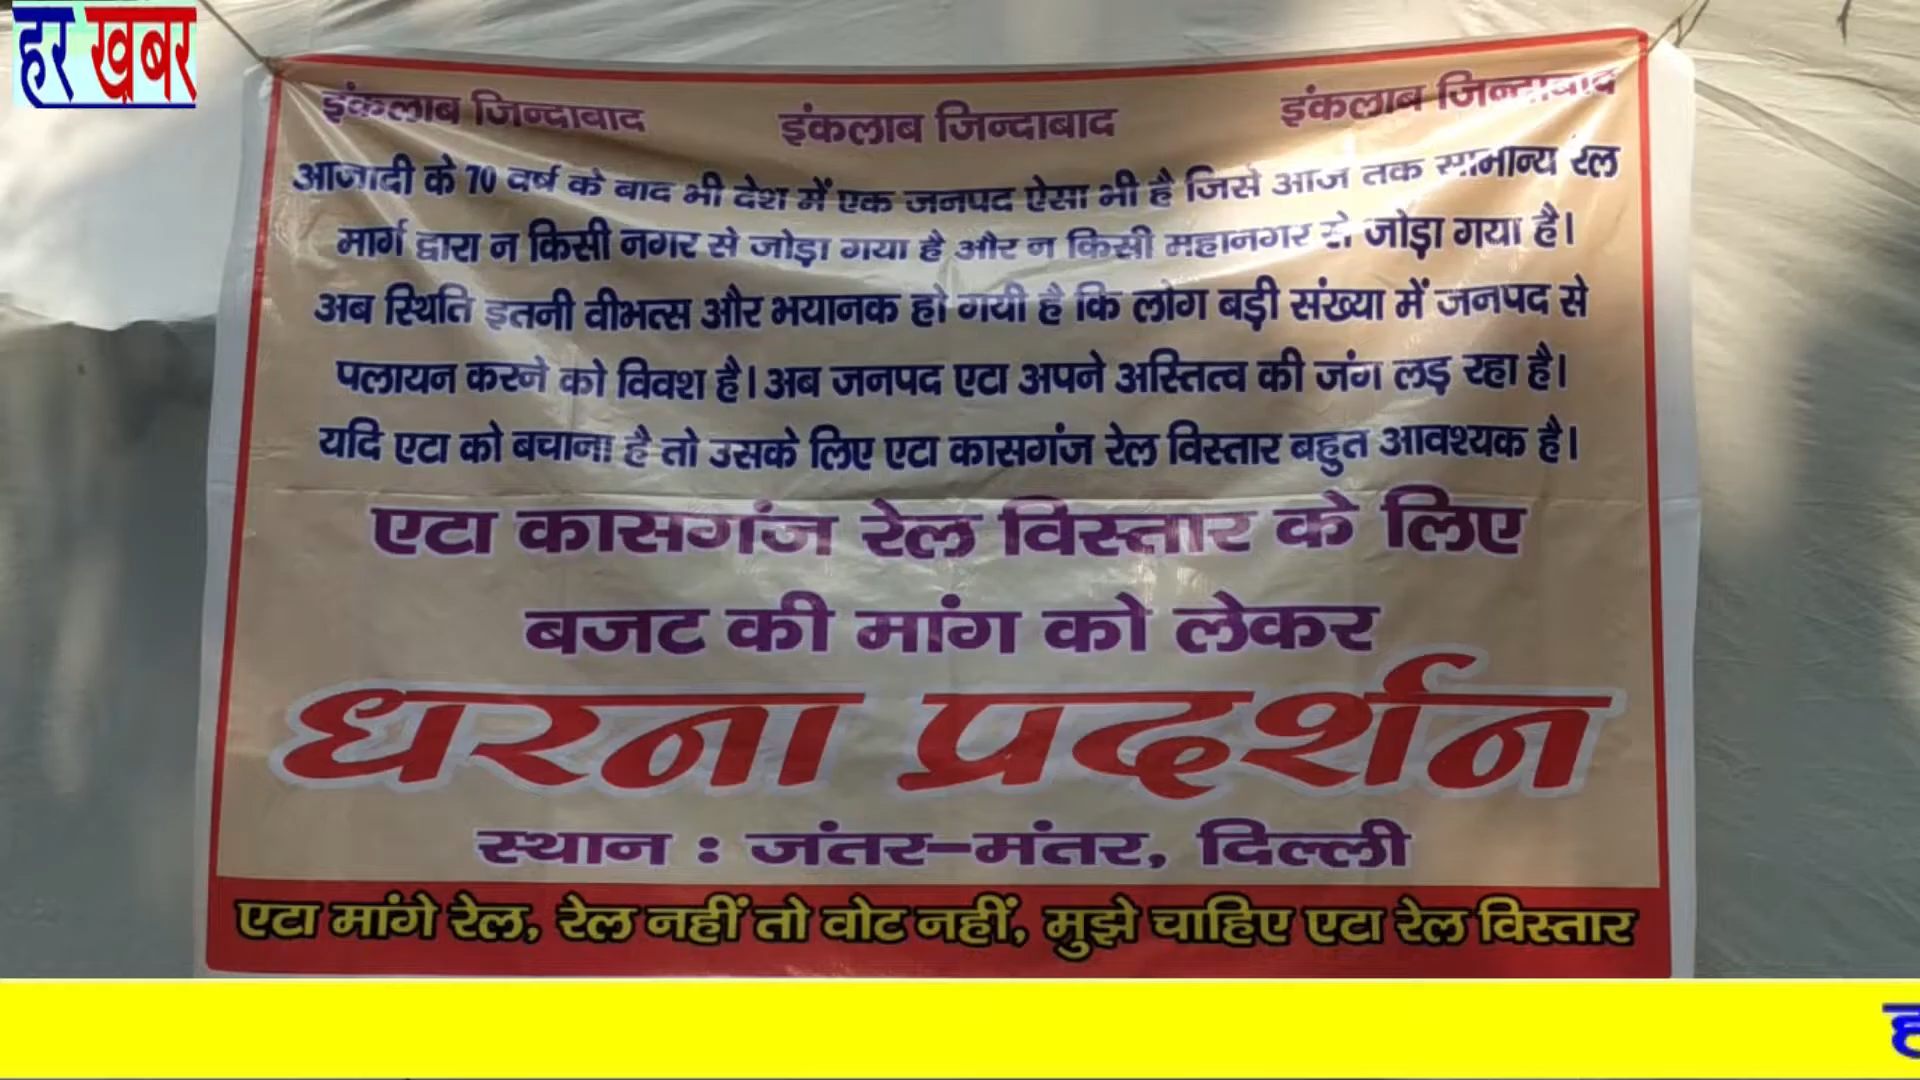 हर खबर
इंकलाब जिन्दाबाद इंकलाब जिन्दाबाद इंकलाब जिन्दाबाद
आजादी के 70 वर्ष के बाद भी देश में एक जनपद ऐसा भी है जिसे आज तक सामान्य रेल
मार्ग द्वारा न किसी नगर से जोड़ा गया है और न किसी महानगर से जोड़ा गया है।
अब स्थिति इतनी वीभत्स और भयानक हो गयी है कि लोग बड़ी संख्या में जनपद से
पलायन करने को विवश है। अब जनपद एटा अपने अस्तित्व की जंग लड़ रहा है।
यदि एटा को बचाना है तो उसके लिए एटा कासगंज रेल विस्तार बहुत आवश्यक है।
एटा कासगंज रेल विस्तार के लिए
बजट की मांग को लेकर
धरना प्रदर्शन
स्थान : जंतर-मंतर, दिल्ली
एटा मांगे रेल, रेल नहीं तो वोट नहीं, मुझे चाहिए एटा रेल विस्तार